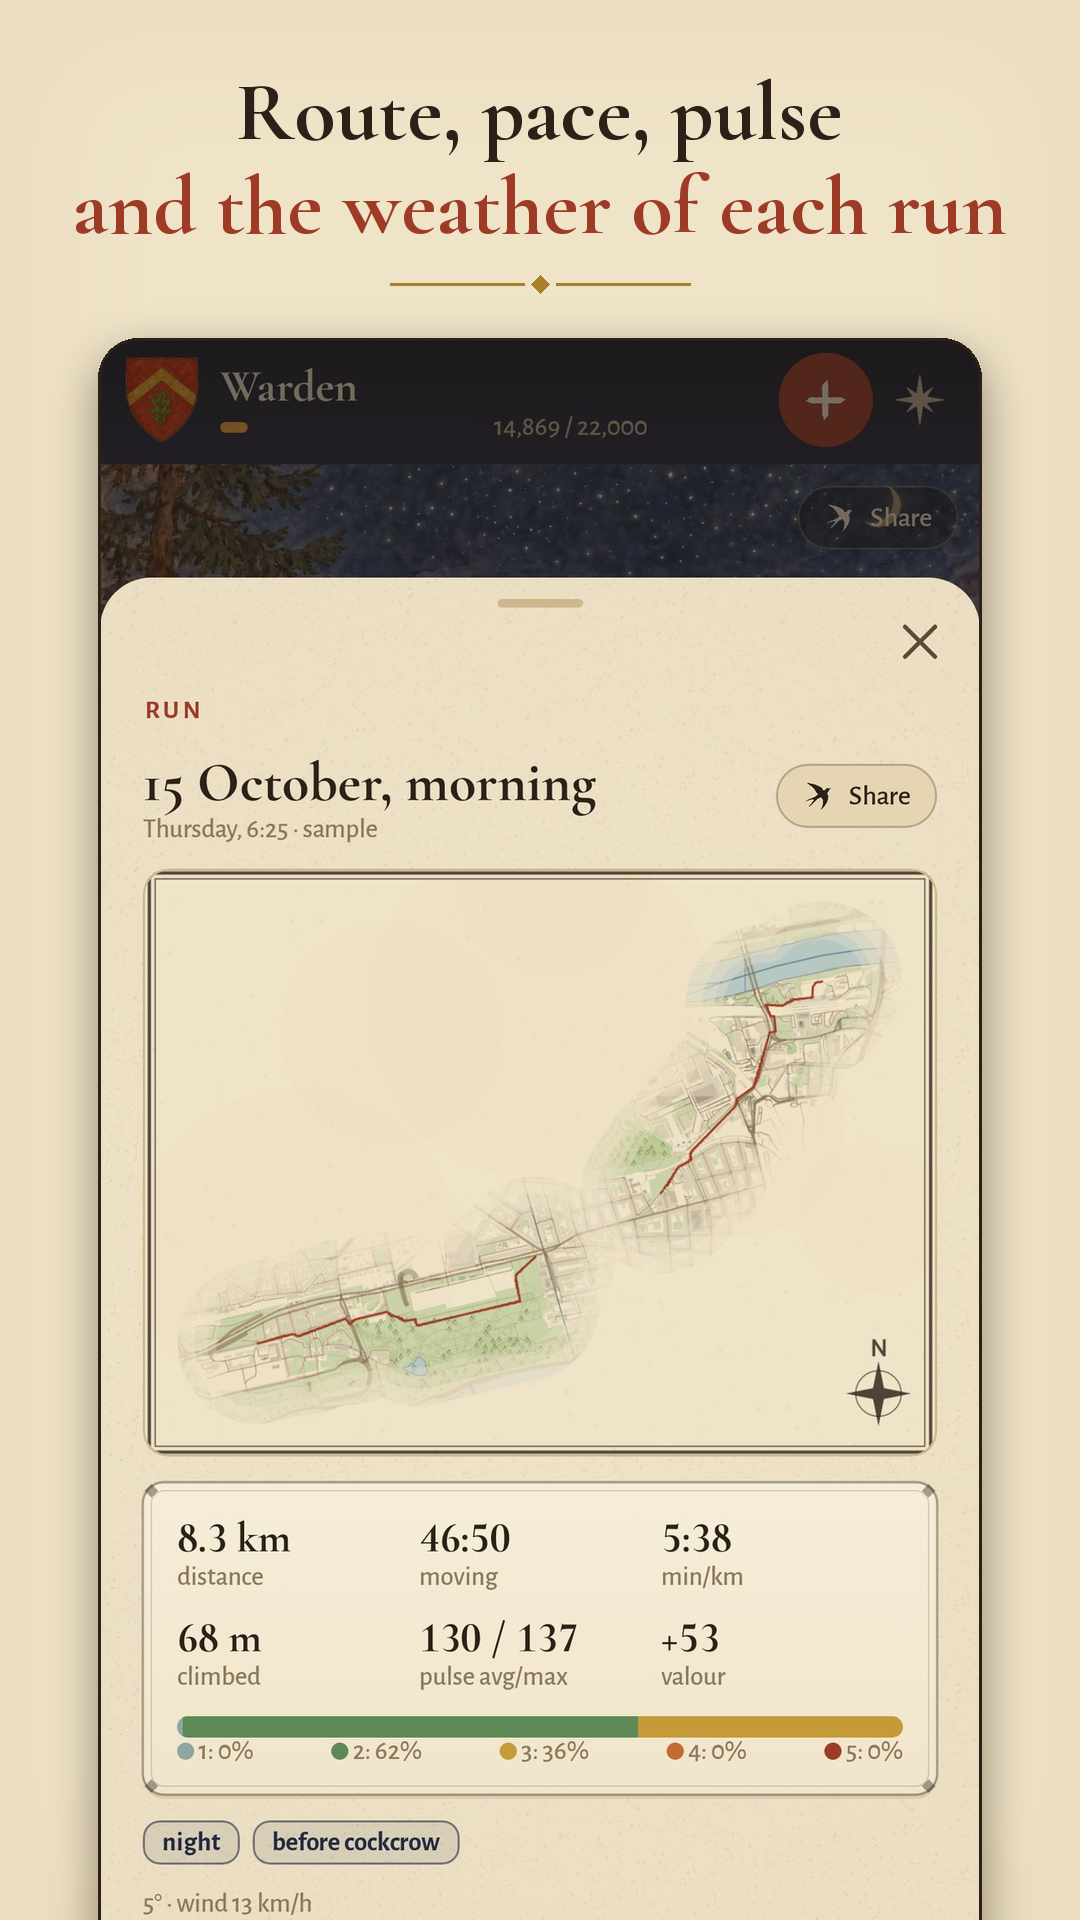 Route, pace, pulse
and the weather of each run
Warden
14,869 / 22,000
Share
RUN
15 October, morning
Thursday, 6:25 · sample
Share
N
8.3 km
distance
46:50
moving
5:38
min/km
68 m
climbed
130 / 137
pulse avg/max
+53
valour
1: 0%
2: 62%
3: 36%
4: 0%
5: 0%
night
before cockcrow
5° · wind 13 km/h